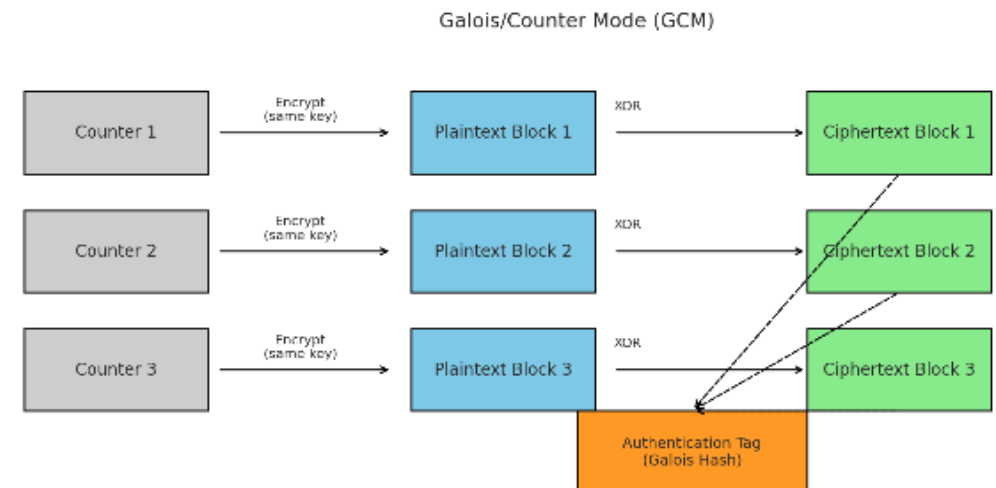 Galois/Counter Mode (GCM)
Counter 1
Encrypt
(same key)
Plaintext Block 1
XOR
Ciphertext Block 1
Counter 2
Encrypt
(same key)
Plaintext Block 2
XOR
Ciphertext Block 2
Counter 3
Encrypt
(same key)
Plaintext Block 3
XOR
Ciphertext Block 3
Authentication Tag
(Galois Hash)